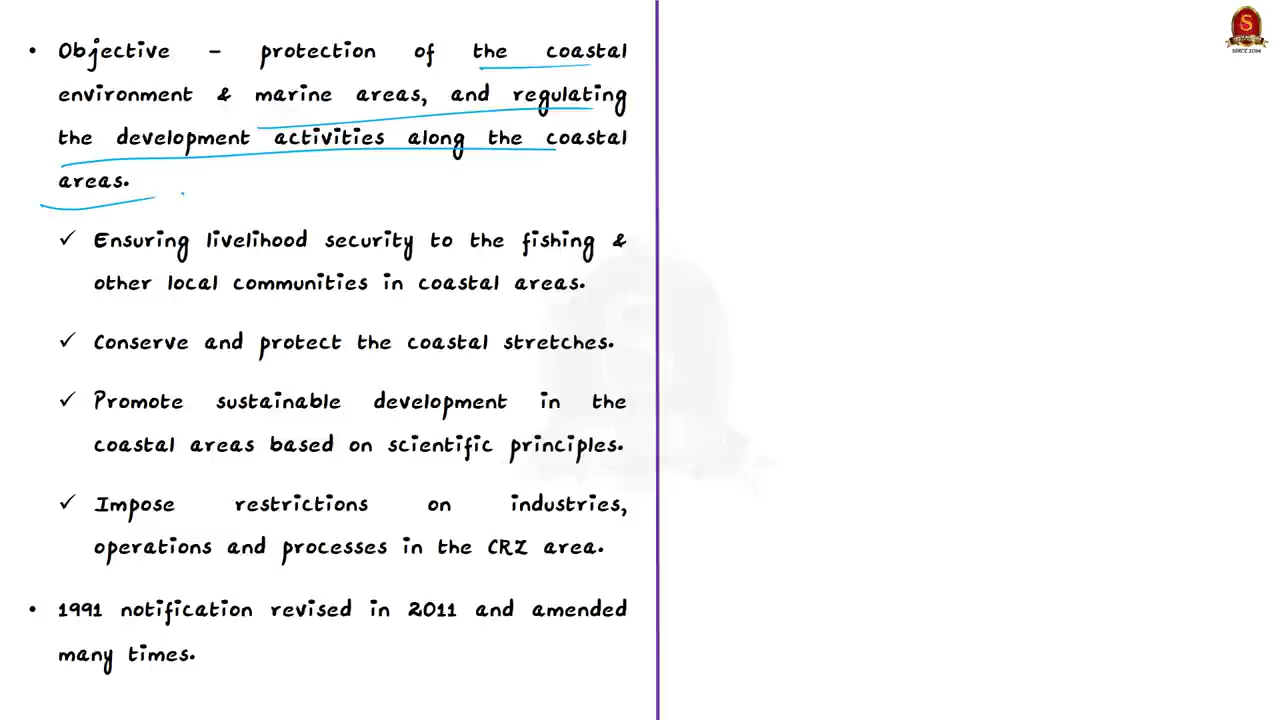 • Objective – protection of the coastal
environment & marine areas, and regulating
the development activities along the coastal
areas.
✓ Ensuring livelihood security to the fishing &
other local communities in coastal areas.
✓ Conserve and protect the coastal stretches.
✓ Promote sustainable development in the
coastal areas based on scientific principles.
✓ Impose restrictions on industries,
operations and processes in the CRZ area.
• 1991 notification revised in 2011 and amended
many times.
S
SINCE 2004